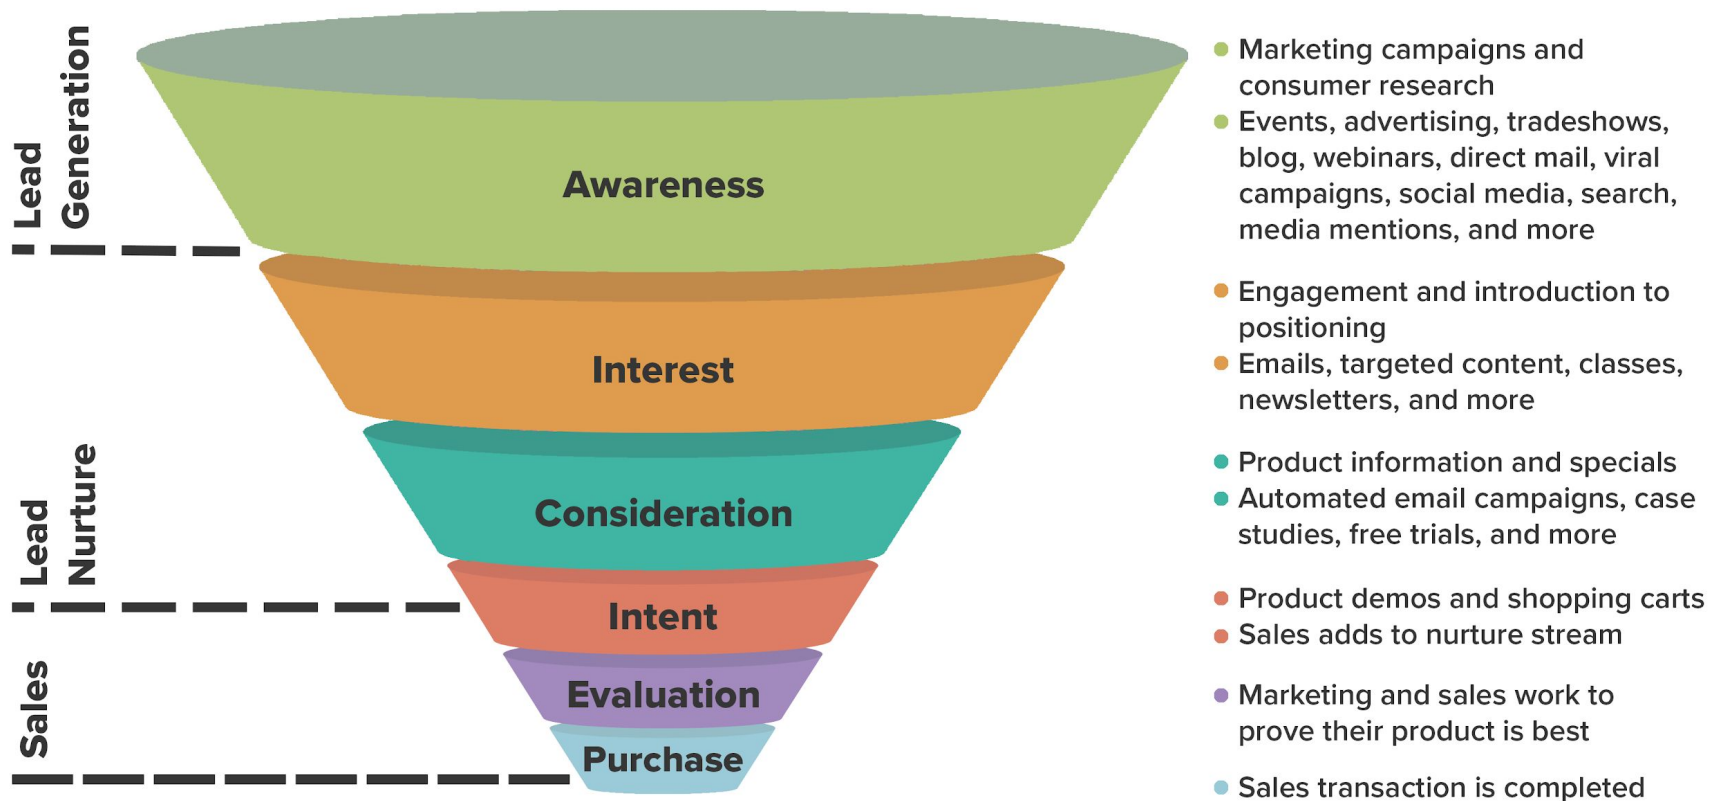 Lead
Generation
Awareness
Marketing campaigns and
consumer research
Events, advertising, tradeshows,
blog, webinars, direct mail, viral
campaigns, social media, search,
media mentions, and more
Interest
Engagement and introduction to
positioning
Emails, targeted content, classes,
newsletters, and more
Lead
Nurture
Consideration
Product information and specials
Automated email campaigns, case
studies, free trials, and more
Intent
Product demos and shopping carts
Sales adds to nurture stream
Sales
Evaluation
Marketing and sales work to
prove their product is best
Purchase
Sales transaction is completed